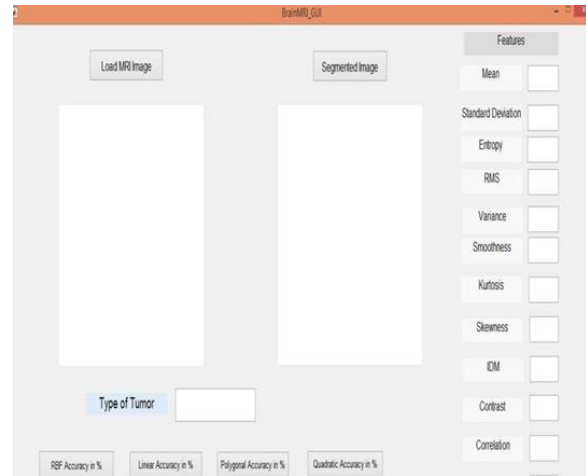 BrainMRI_GUI
Load MRI Image
Segmented Image
Features
Mean
Standard Deviation
Entropy
RMS
Variance
Smoothness
Kurtosis
Skewness
IDM
Contrast
Correlation
Type of Tumor
RBF Accuracy in %
Linear Accuracy in %
Polygonal Accuracy in %
Quadratic Accuracy in %